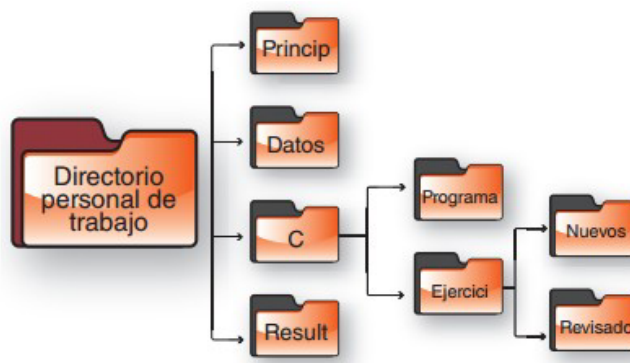 Directorio
personal de
trabajo
Princip
Datos
C
Result
Programa
Ejercici
Nuevos
Revisado